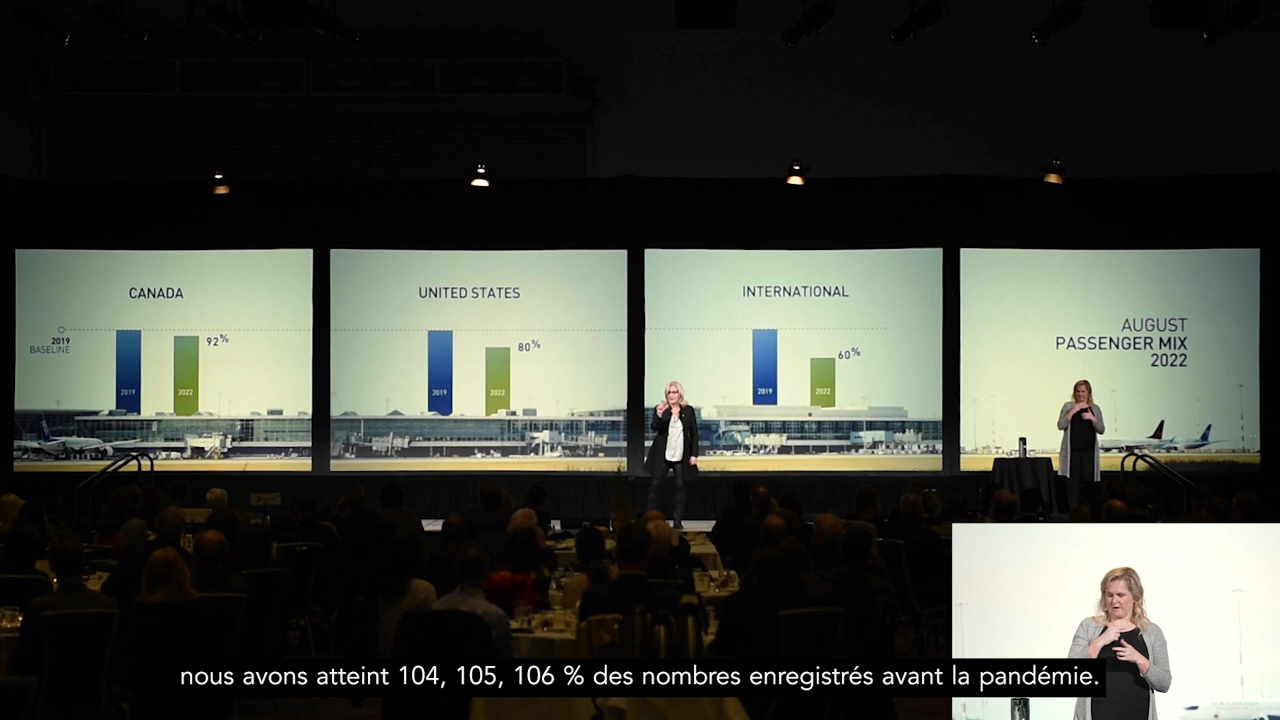 CANADA
2019
BASELINE
2019
2022
92%
UNITED STATES
2019
2022
80%
INTERNATIONAL
2019
2022
60%
AUGUST
PASSENGER MIX
2022
nous avons atteint 104, 105, 106 % des nombres enregistrés avant la pandémie.